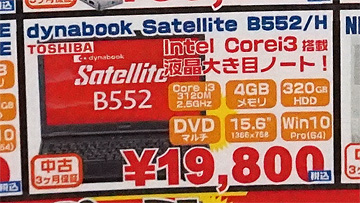 dynabook Satellite B552/H
TOSHIBA
dynabook
Satellite
B552
Intel Corei3 搭載
液晶大き目ノート!
Core i3
3120M
2.5GHz
4GB
メモリ
320GB
HDD
DVD
マルチ
15.6"
1366x768
Win10
Pro(64)
中古
3ヶ月保証
¥19,800
税込